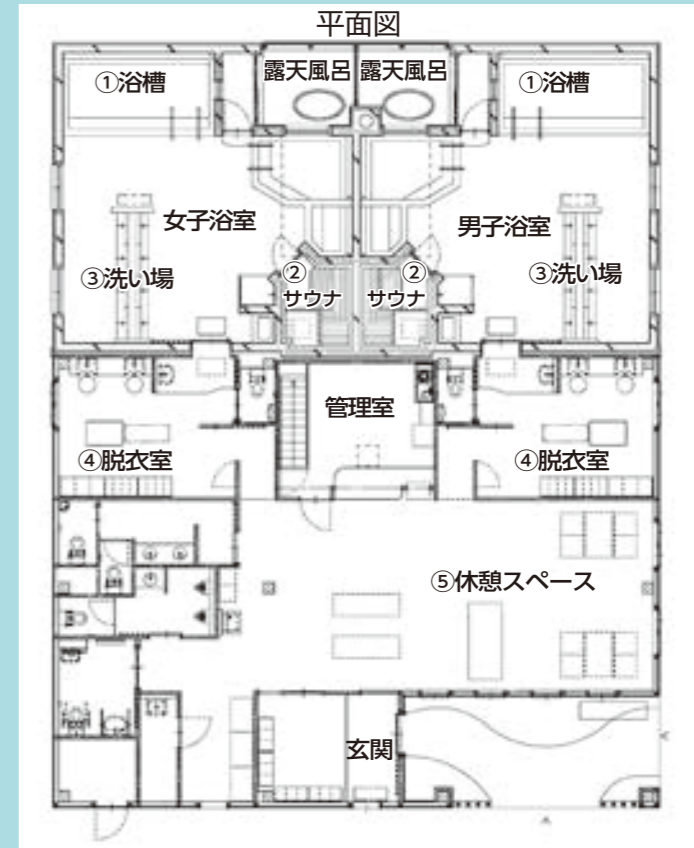 平面図
①浴槽
露天風呂
露天風呂
①浴槽
女子浴室
男子浴室
③洗い場
②
サウナ
②
サウナ
③洗い場
管理室
④脱衣室
④脱衣室
⑤休憩スペース
玄関